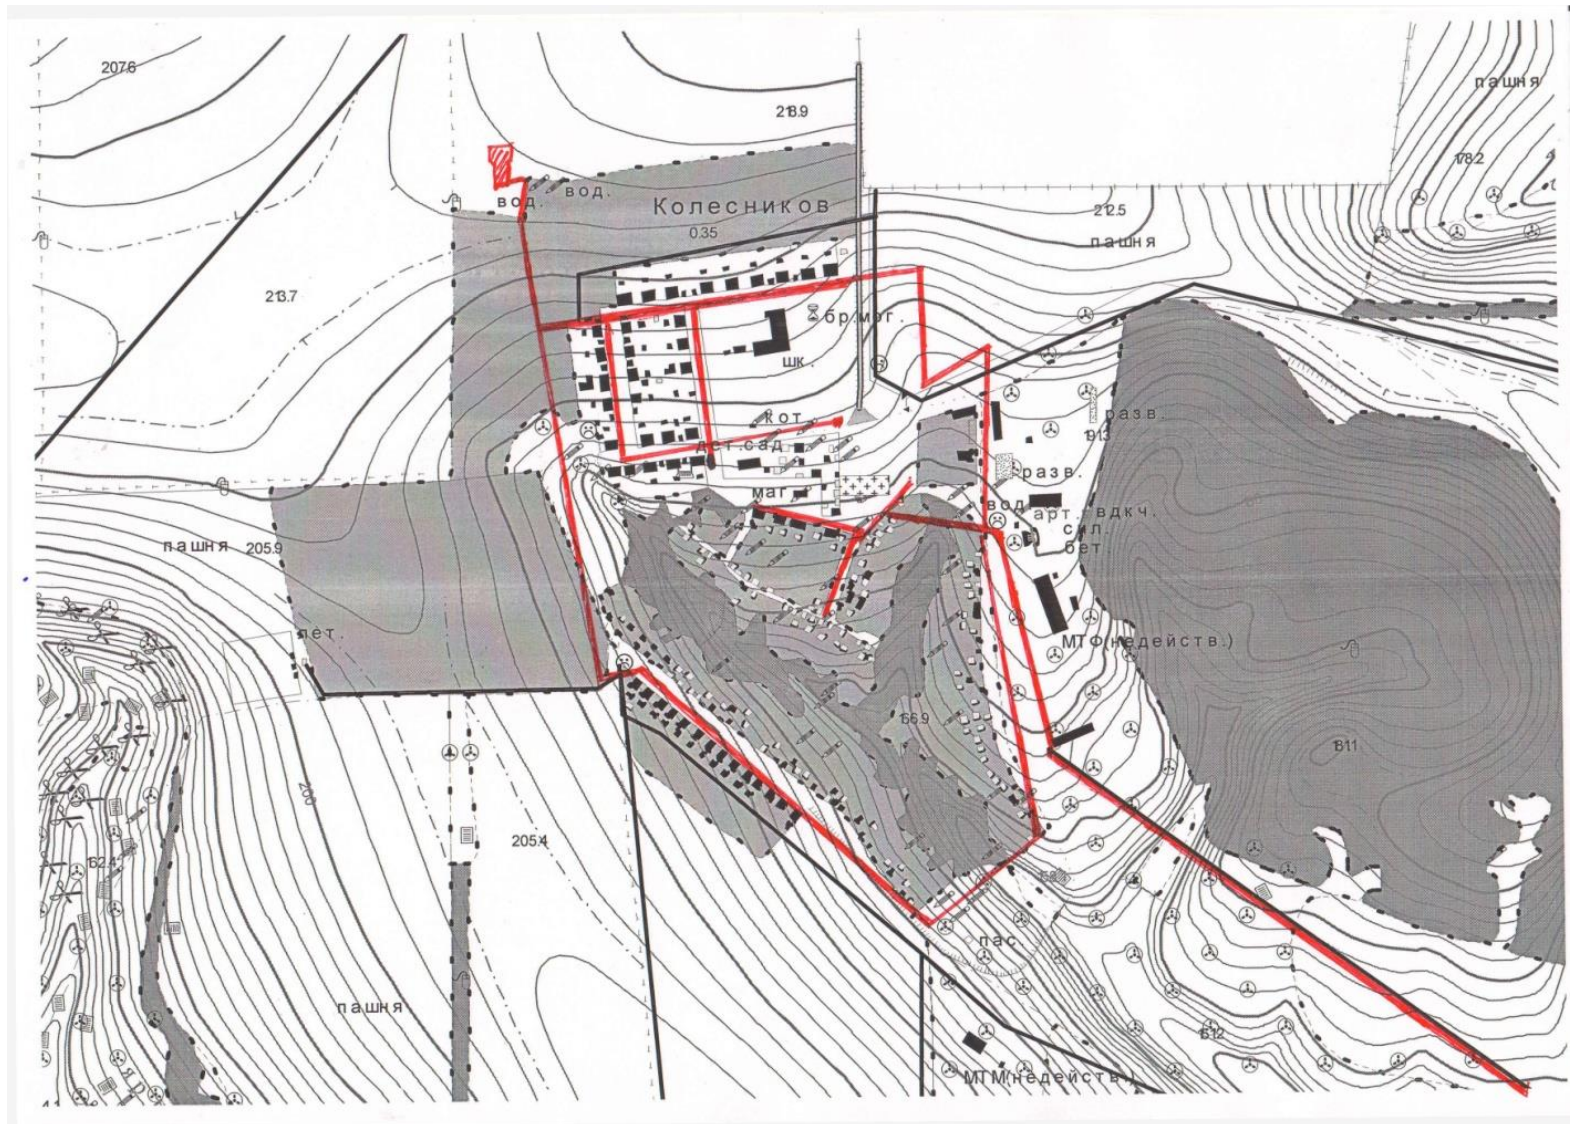 207.6
пашня
218.9
178.2
вод.
вод.
Колесников
0.35
212.5
пашня
213.7
бр.мог.
шк.
кот.
разв.
191.3
дет.сад
разв.
маг.
вод.
арт.
вдкч.
сил.
бет.
пашня
205.9
лет.
МТФ(недейств.)
166.9
181.1
200
205.4
162.4
пас.
пашня
151.2
МТМ(недейств.)
яр